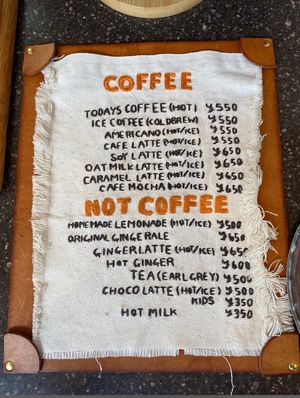 COFFEE
TODAYS COFFEE (HOT) ¥550
ICE COFFEE (COLDBREW) ¥550
AMERICANO (HOT/ICE) ¥550
CAFE LATTE (HOT/ICE) ¥550
SOY LATTE (HOT/ICE) ¥650
OAT MILK LATTE (HOT/ICE) ¥650
CARAMEL LATTE (HOT/ICE) ¥650
CAFE MOCHA (HOT/ICE) ¥650
NOT COFFEE
HOMEMADE LEMONADE (HOT/ICE) ¥500
ORIGINAL GINGERALE ¥650
GINGERLATTE (HOT/ICE) ¥650
HOT GINGER ¥600
TEA (EARL GREY) ¥500
CHOCO LATTE (HOT/ICE) ¥500
KIDS ¥350
HOT MILK ¥350